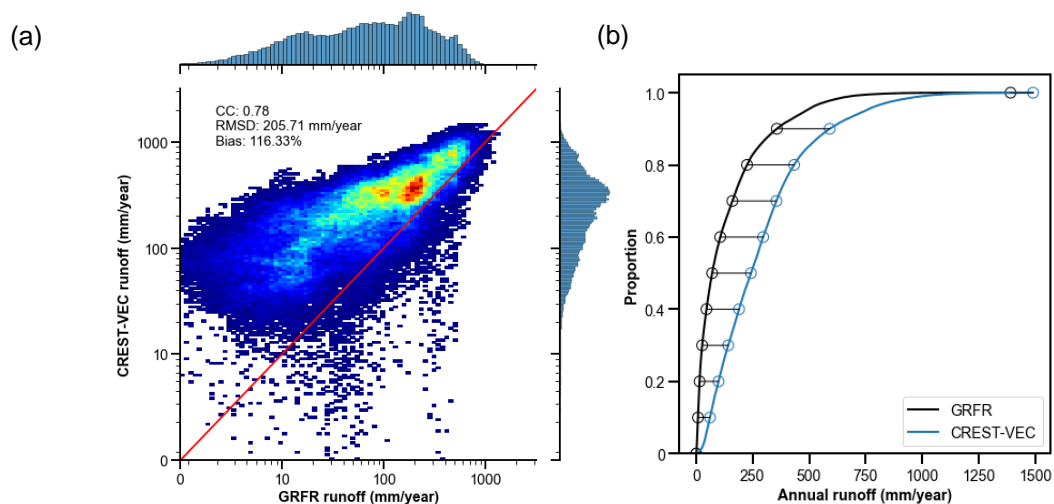 (a)
CC: 0.78
RMSD: 205.71 mm/year
Bias: 116.33%
1000
100
10
0
CREST-VEC runoff (mm/year)
0 10 100 1000
GRFR runoff (mm/year)
(b)
1.0
0.8
0.6
0.4
0.2
0
Proportion
GRFR
CREST-VEC
0 250 500 750 1000 1250 1500
Annual runoff (mm/year)